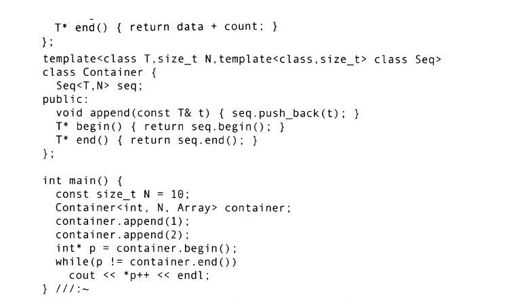 T* end() { return data + count; }
};
template<class T,size_t N,template<class,size_t> class Seq>
class Container {
Seq<T,N> seq;
public:
void append(const T& t) { seq.push_back(t); }
T* begin() { return seq.begin(); }
T* end() { return seq.end(); }
};
int main() {
const size_t N = 10;
Container<int, N, Array> container;
container.append(1);
container.append(2);
int* p = container.begin();
while(p != container.end())
cout << *p++ << endl;
} ///:~